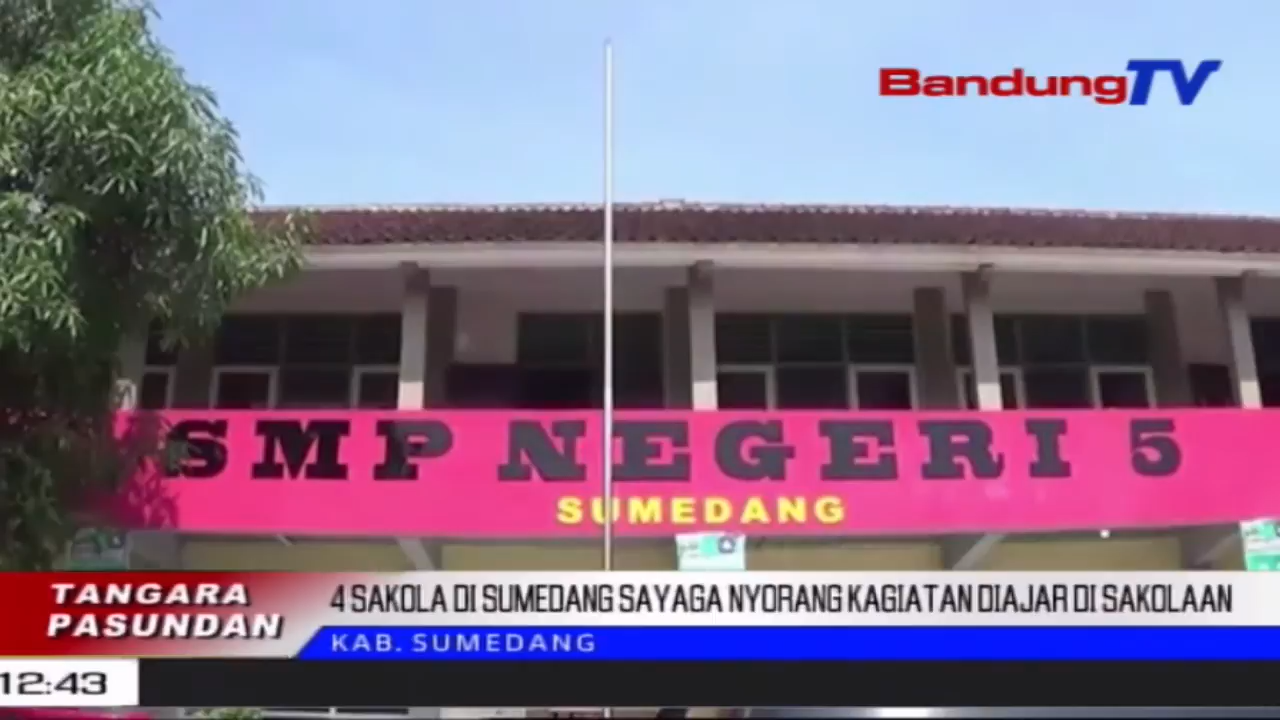 BandungTV
SMP NEGERI 5
SUMEDANG
TANGARA
PASUNDAN
4 SAKOLA DI SUMEDANG SAYAGA NYORANG KAGIATAN DIAJAR DI SAKOLAAN
KAB. SUMEDANG
12:43